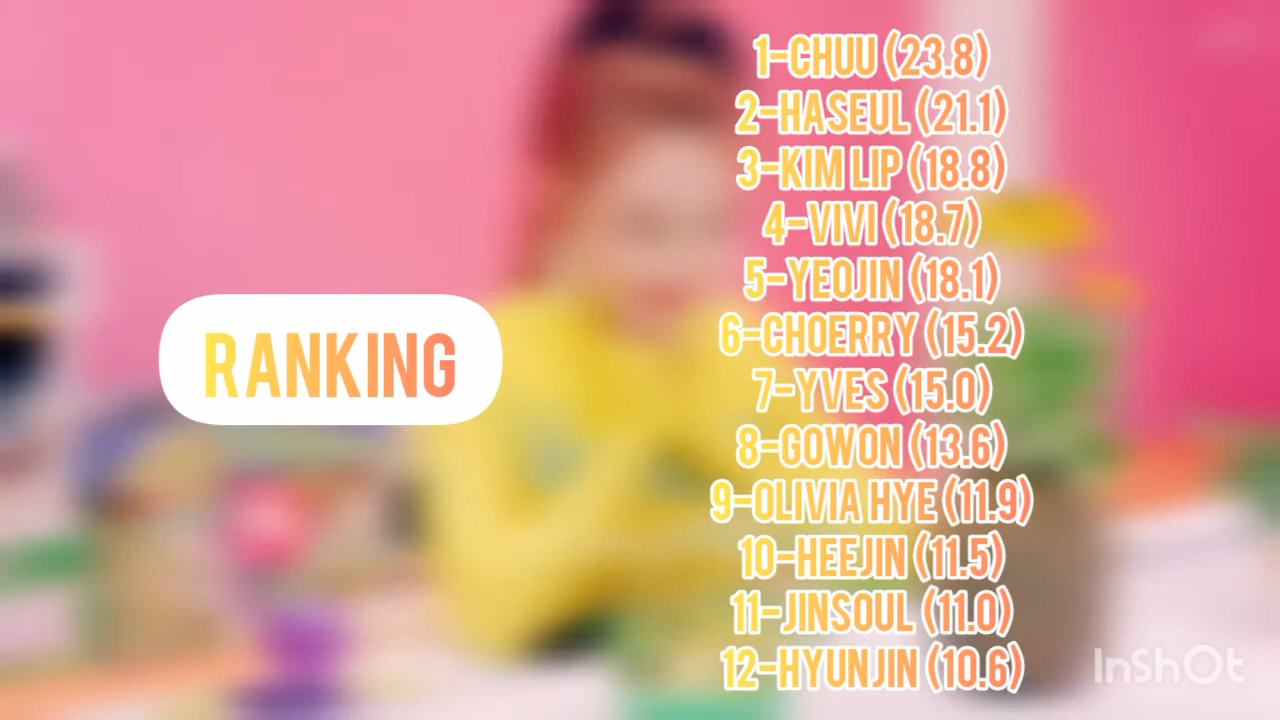 RANKING
1-CHUU (23.8)
2-HASEUL (21.1)
3-KIM LIP (18.8)
4-VIVI (18.7)
5-YEOJIN (18.1)
6-CHOERRY (15.2)
7-YVES (15.0)
8-GOWON (13.6)
9-OLIVIA HYE (11.9)
10-HEEJIN (11.5)
11-JINSOUL (11.0)
12-HYUNJIN (10.6)
InShOt